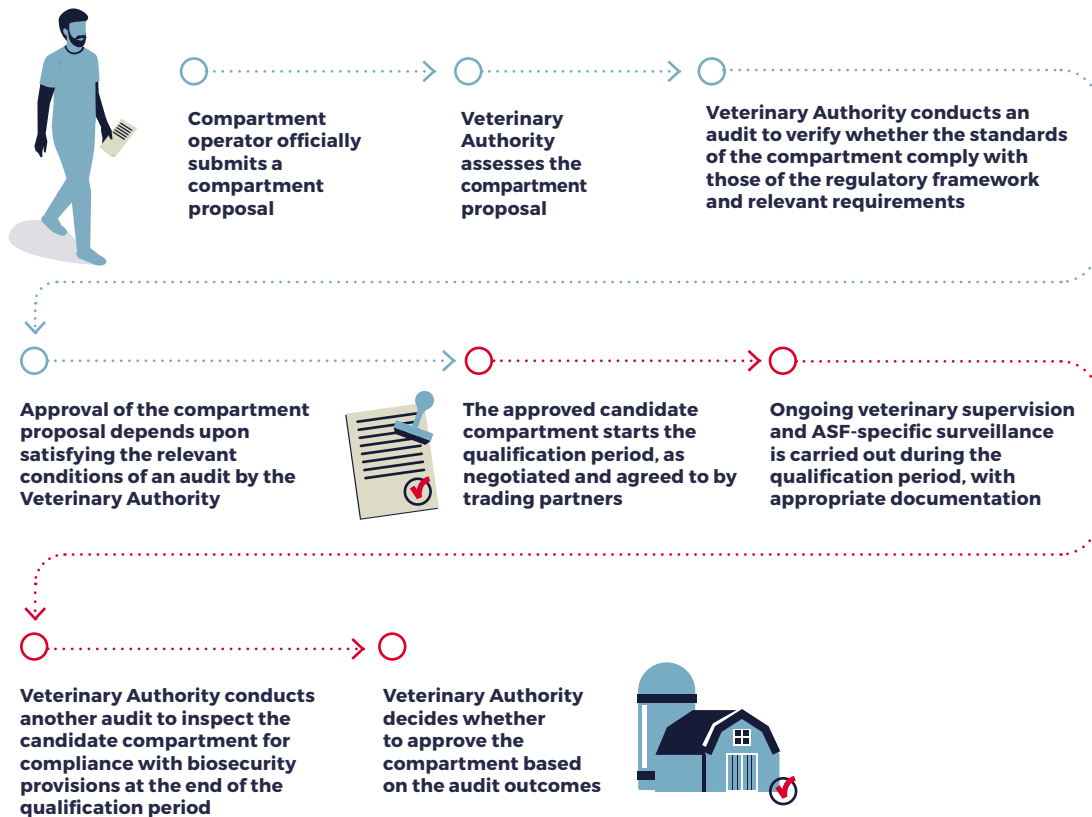 Compartment
operator officially
submits a
compartment
proposal
Veterinary
Authority
assesses the
compartment
proposal
Veterinary Authority conducts an
audit to verify whether the standards
of the compartment comply with
those of the regulatory framework
and relevant requirements
Approval of the compartment
proposal depends upon
satisfying the relevant
conditions of an audit by the
Veterinary Authority
The approved candidate
compartment starts the
qualification period, as
negotiated and agreed to by
trading partners
Ongoing veterinary supervision
and ASF-specific surveillance
is carried out during the
qualification period, with
appropriate documentation
Veterinary Authority conducts
another audit to inspect the
candidate compartment for
compliance with biosecurity
provisions at the end of the
qualification period
Veterinary Authority
decides whether
to approve the
compartment based
on the audit outcomes